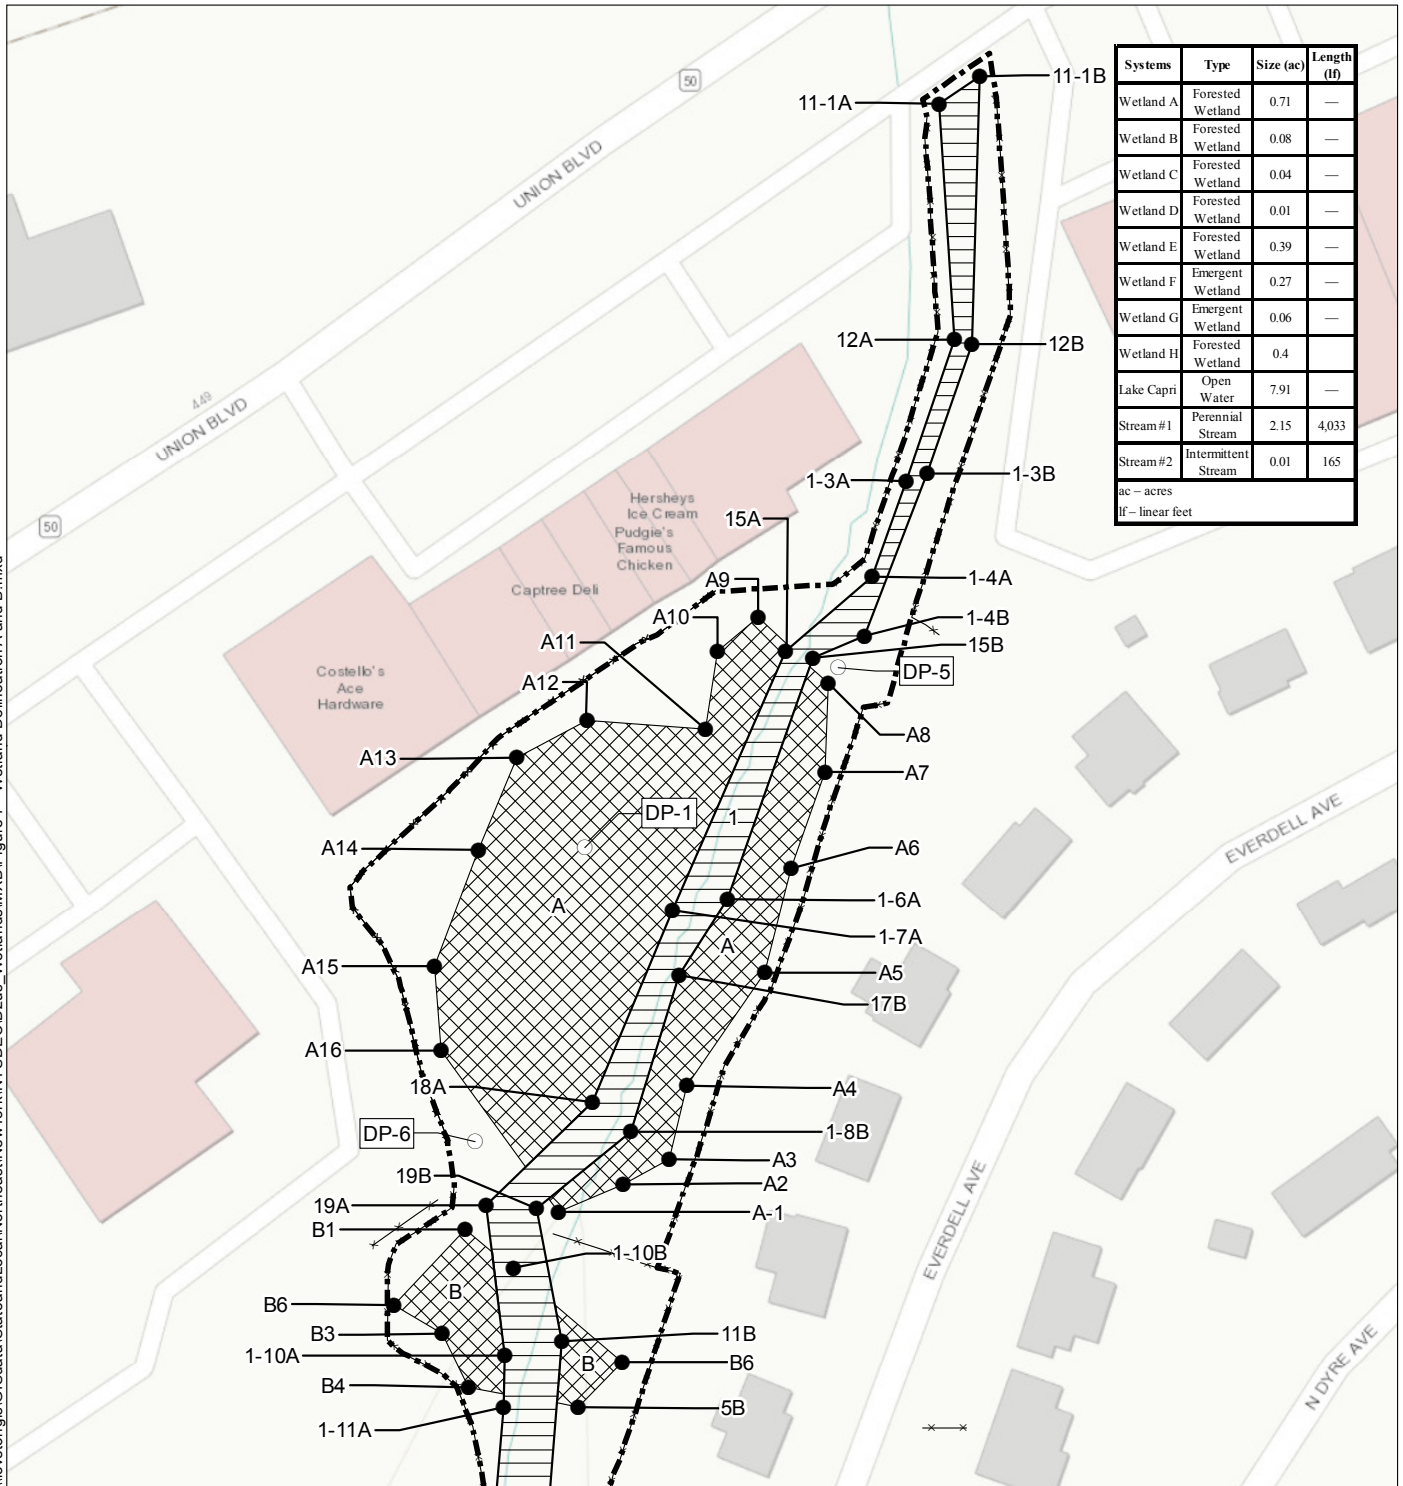 50
UNION BLVD
449
UNION BLVD
50
11-1B
11-1A
12A
12B
1-3A
1-3B
15A
1-4A
1-4B
15B
DP-5
A8
A7
A6
1-6A
1-7A
A5
17B
A4
1-8B
A3
A2
A-1
A9
A10
A11
A12
A13
A14
A15
A16
DP-1
1
A
A
18A
DP-6
19B
19A
B1
1-10B
B
B6
B3
1-10A
B4
1-11A
11B
B6
B
5B
Hersheys
Ice Cream
Pudgie's
Famous
Chicken
Captree Deli
Costello's
Ace
Hardware
EVERDELL AVE
EVERDELL AVE
N DYRE AVE
Systems Type Size (ac) Length (lf)
Wetland A Forested Wetland 0.71 —
Wetland B Forested Wetland 0.08 —
Wetland C Forested Wetland 0.04 —
Wetland D Forested Wetland 0.01 —
Wetland E Forested Wetland 0.39 —
Wetland F Emergent Wetland 0.27 —
Wetland G Emergent Wetland 0.06 —
Wetland H Forested Wetland 0.4
Lake Capri Open Water 7.91 —
Stream #1 Perennial Stream 2.15 4,033
Stream #2 Intermittent Stream 0.01 165
ac – acres
lf – linear feet